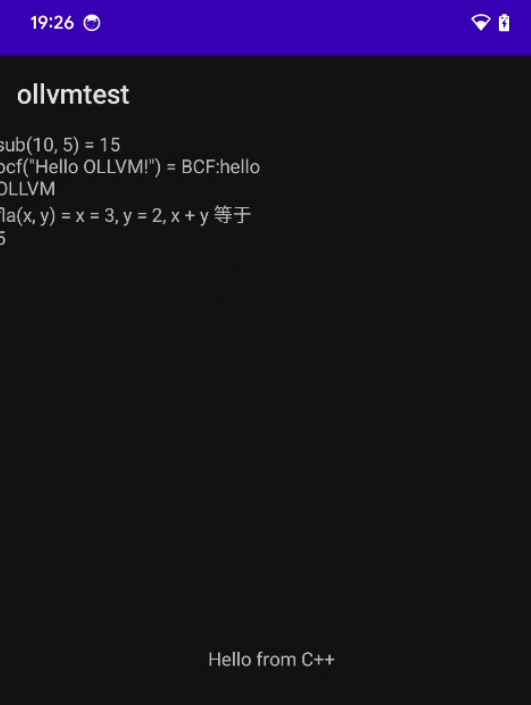 19:26
ollvmtest
sub(10, 5) = 15
bcf("Hello OLLVM!") = BCF:hello
OLLVM
fla(x, y) = x = 3, y = 2, x + y 等于
5
Hello from C++